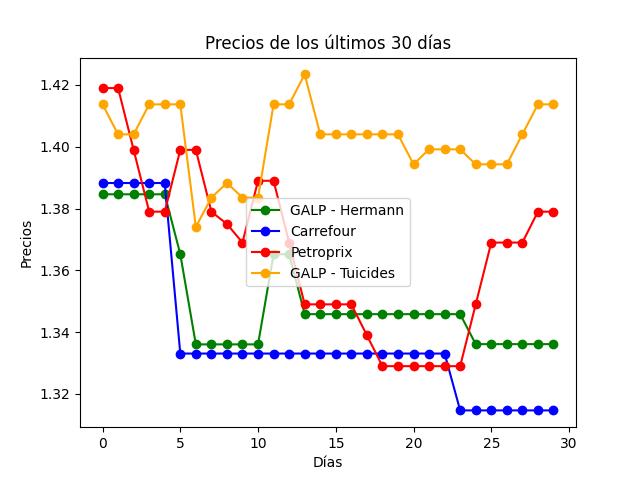 Precios de los últimos 30 días
1.42
1.40
1.38
1.36
1.34
1.32
Precios
GALP - Hermann
Carrefour
Petroprix
GALP - Tuicides
0 5 10 15 20 25 30
Días